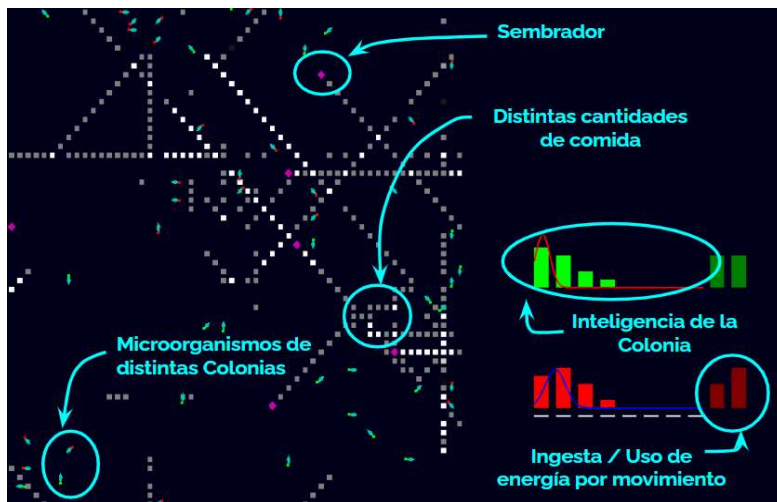 Sembrador
Distintas cantidades
de comida
Inteligencia de la
Colonia
Microorganismos de
distintas Colonias
Ingesta / Uso de
energía por movimiento